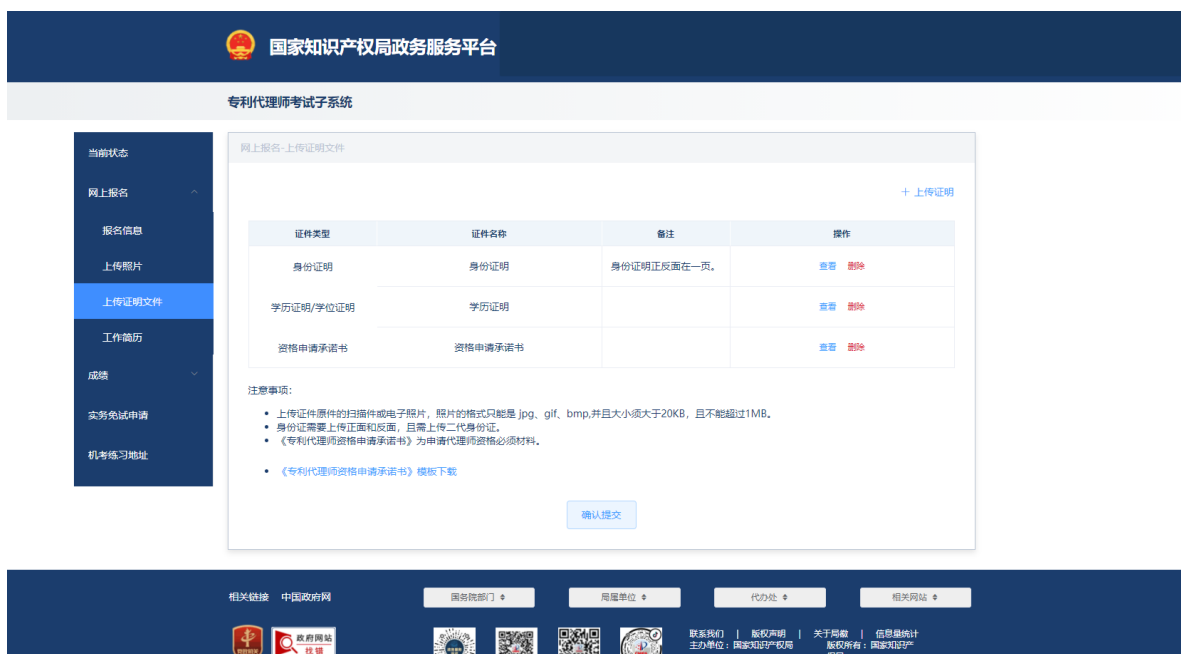 国家知识产权局政务服务平台
专利代理师考试子系统
当前状态
网上报名
报名信息
上传照片
上传证明文件
工作简历
成绩
实务免试申请
机考练习地址
网上报名-上传证明文件
+ 上传证明
证件类型 证件名称 备注 操作
身份证明 身份证明 身份证明正反面在一页。 查看 删除
学历证明/学位证明 学历证明 查看 删除
资格申请承诺书 资格申请承诺书 查看 删除
注意事项：
• 上传证件原件的扫描件或电子照片，照片的格式只能是 jpg、gif、bmp,并且大小须大于20KB，且不能超过1MB。
• 身份证需要上传正面和反面，且需上传二代身份证。
• 《专利代理师资格申请承诺书》为申请代理师资格必须材料。
• 《专利代理师资格申请承诺书》模板下载
确认提交
相关链接 中国政府网 国务院部门 局属单位 代办处 相关网站
政府网站
找错
联系我们 | 版权声明 | 关于局徽 | 信息量统计
主办单位：国家知识产权局 版权所有：国家知识产